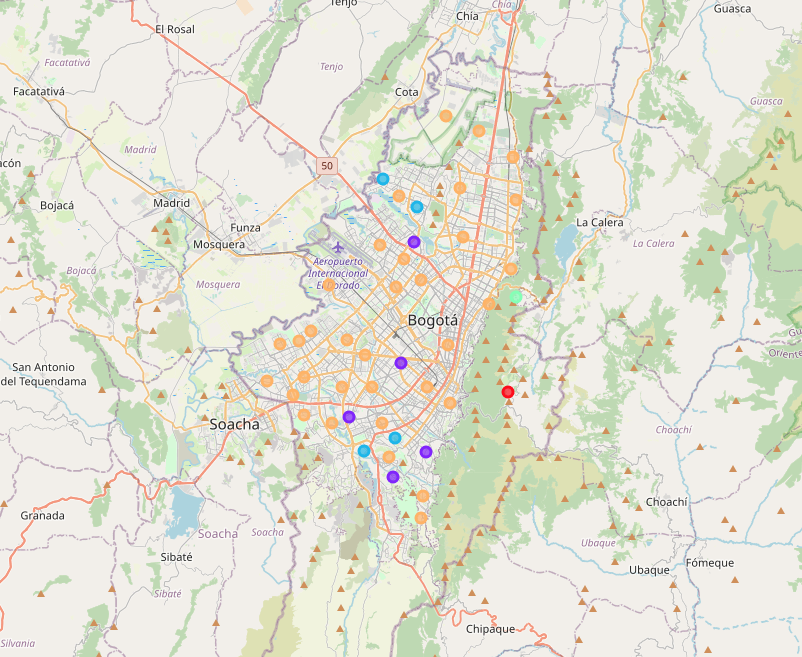 Tenjo
Chía
Chía
Guasca
El Rosal
Tenjo
Facatativá
Facatativá
Cota
Guasca
50
Madrid
cón
Bojacá
Madrid
Funza
La Calera
Mosquera
La Calera
Bojacá
Aeropuerto
Internacional
El Dorado.
Mosquera
Bogotá
Oriente
San Antonio
del Tequendama
Soacha
Choachí
Choachí
Granada
Soacha
Soacha
Ubaque
Sibaté
Fómeque
Ubaque
Sibaté
Chipaque
Silvania